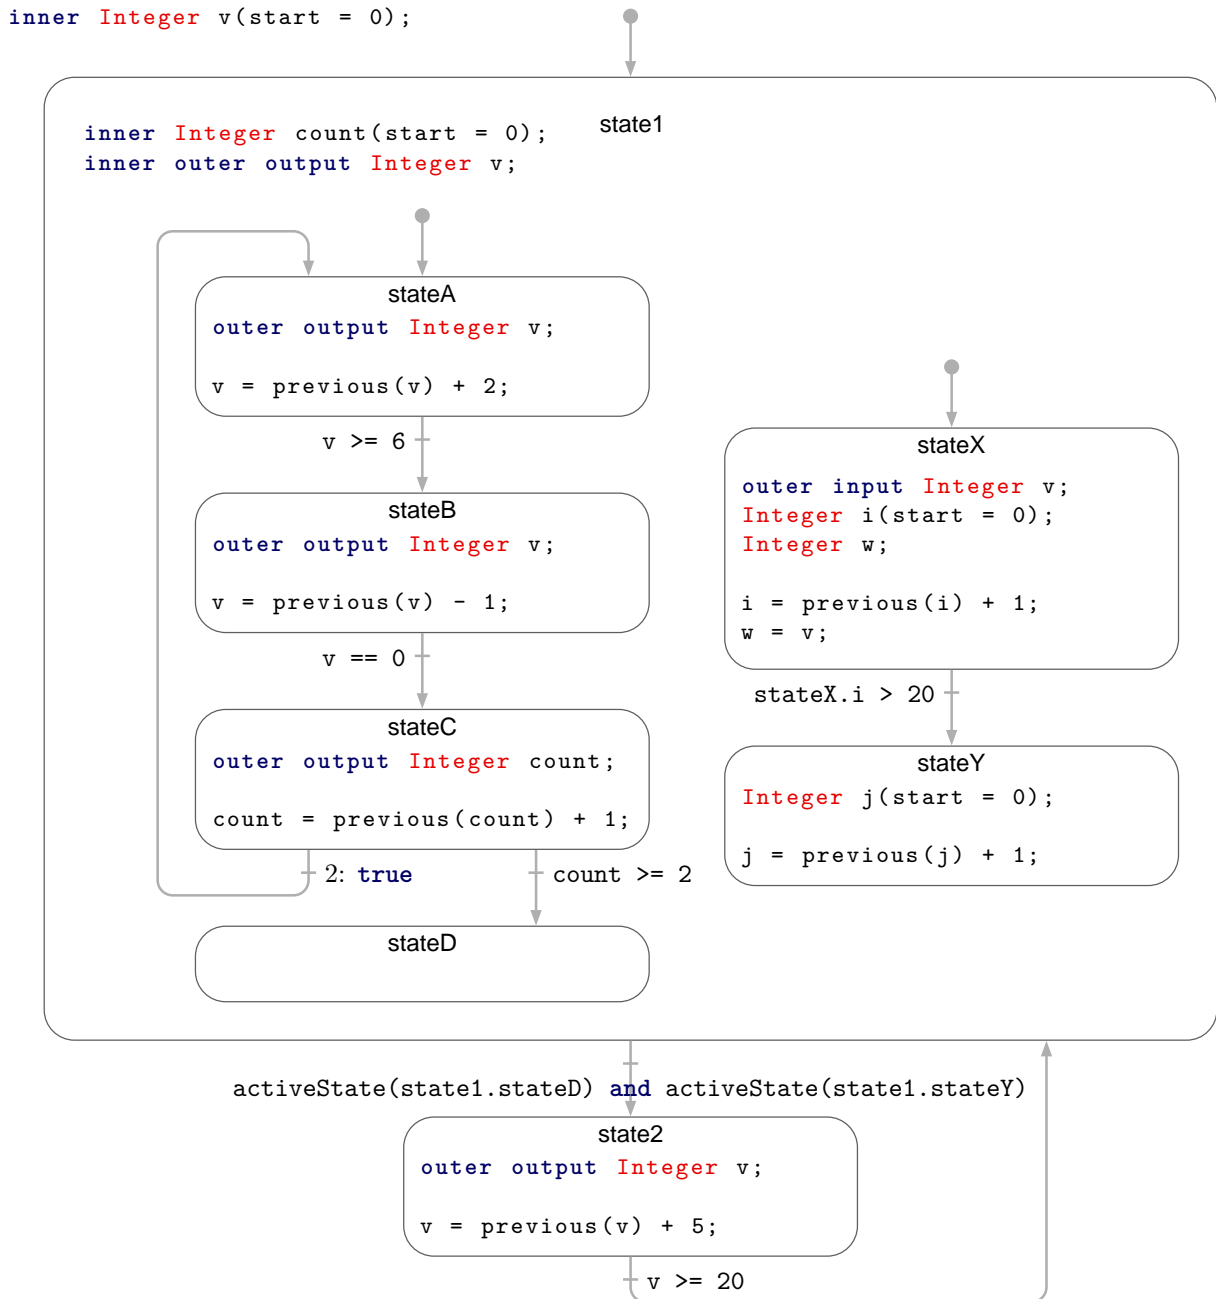 inner Integer v(start = 0);
state1
inner Integer count(start = 0);
inner outer output Integer v;
stateA
outer output Integer v;
v = previous(v) + 2;
v >= 6
stateB
outer output Integer v;
v = previous(v) - 1;
v == 0
stateC
outer output Integer count;
count = previous(count) + 1;
2: true
count >= 2
stateD
stateX
outer input Integer v;
Integer i(start = 0);
Integer w;
i = previous(i) + 1;
w = v;
stateX.i > 20
stateY
Integer j(start = 0);
j = previous(j) + 1;
activeState(state1.stateD) and activeState(state1.stateY)
state2
outer output Integer v;
v = previous(v) + 5;
v >= 20